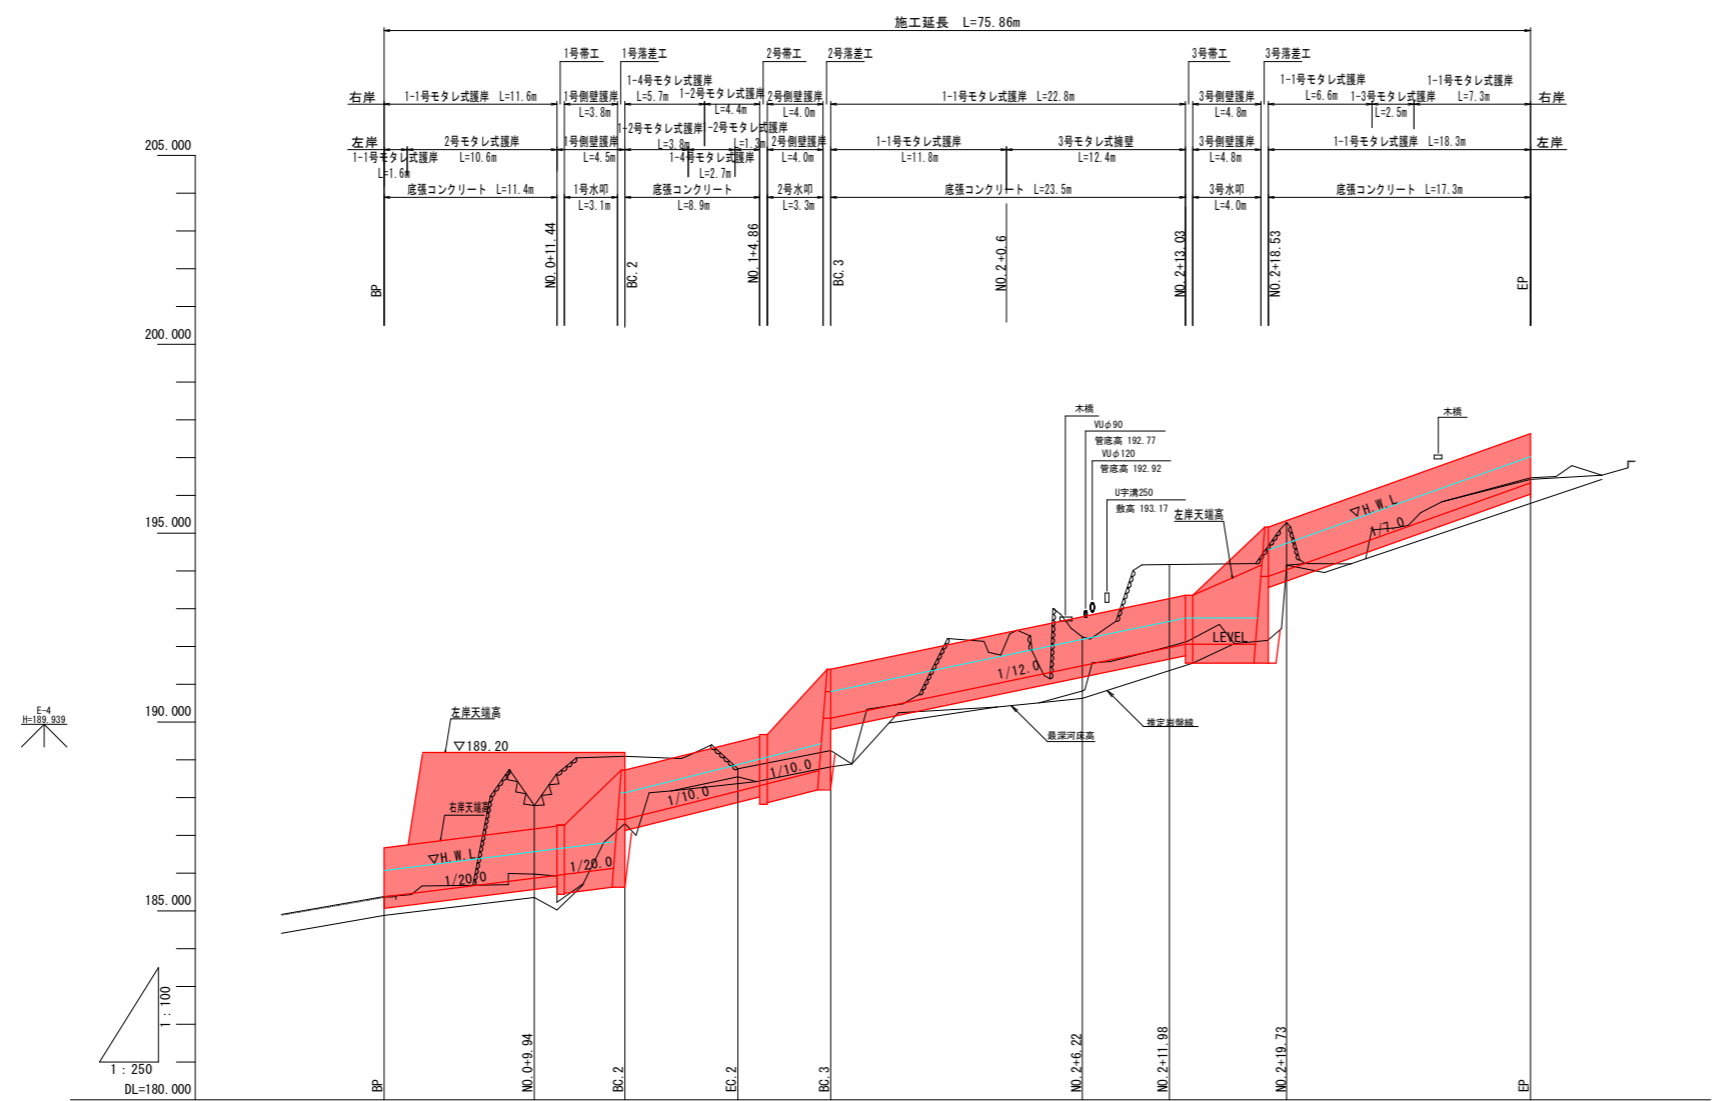 施工延長 L=75.86m
1号帯工
1号落差工
2号帯工
2号落差工
3号帯工
3号落差工
右岸
1-1号モタレ式護岸 L=11.6m
1号側壁護岸
L=3.8m
1-4号モタレ式護岸
L=5.7m
1-2号モタレ式護岸
L=4.4m
2号側壁護岸
L=4.0m
1-1号モタレ式護岸 L=22.8m
3号側壁護岸
L=4.8m
1-1号モタレ式護岸
L=6.6m
1-3号モタレ式護岸
L=2.5m
1-1号モタレ式護岸
L=7.3m
右岸
左岸
1-1号モタレ式護岸
L=1.6m
2号モタレ式護岸
L=10.6m
1号側壁護岸
L=4.5m
1-2号モタレ式護岸
L=3.8m
1-4号モタレ式護岸
L=2.7m
1-2号モタレ式護岸
L=1.3m
2号側壁護岸
L=4.0m
1-1号モタレ式護岸
L=11.8m
3号モタレ式擁壁
L=12.4m
3号側壁護岸
L=4.8m
1-1号モタレ式護岸 L=18.3m
左岸
底張コンクリート L=11.4m
1号水叩
L=3.1m
底張コンクリート
L=8.9m
2号水叩
L=3.3m
底張コンクリート L=23.5m
3号水叩
L=4.0m
底張コンクリート L=17.3m
BP
NO.0+11.44
BC.2
NO.1+4.86
BC.3
NO.2+0.6
NO.2+13.03
NO.2+18.53
EP
205.000
200.000
195.000
190.000
185.000
DL=180.000
木橋
VUφ90
管底高 192.77
VUφ120
管底高 192.92
U字溝250
敷高 193.17
左岸天端高
木橋
▽H.W.L
1/7.0
LEVEL
1/12.0
推定岩盤線
最深河床高
E-4
H=189.939
左岸天端高
▽189.20
右岸天端高
▽H.W.L
1/20.0
1/20.0
1/10.0
1/10.0
1:100
1:250
BP
NO.0+9.94
BC.2
EC.2
BC.3
NO.2+6.22
NO.2+11.98
NO.2+19.73
EP